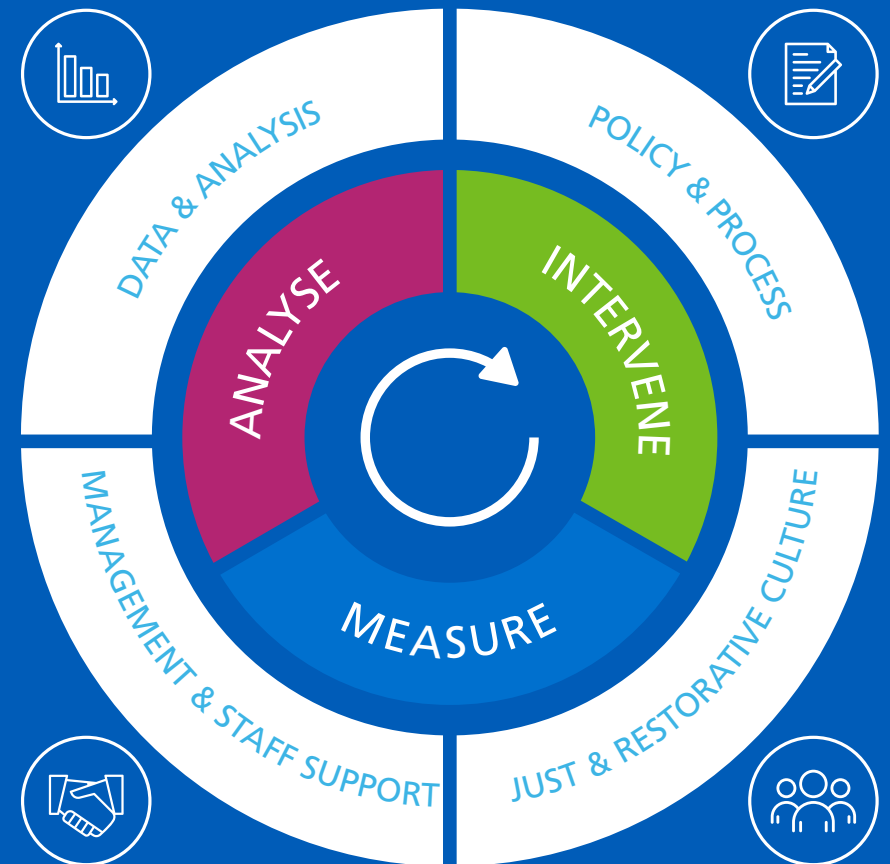 DATA & ANALYSIS
POLICY & PROCESS
ANALYSE
INTERVENE
MEASURE
MANAGEMENT & STAFF SUPPORT
JUST & RESTORATIVE CULTURE